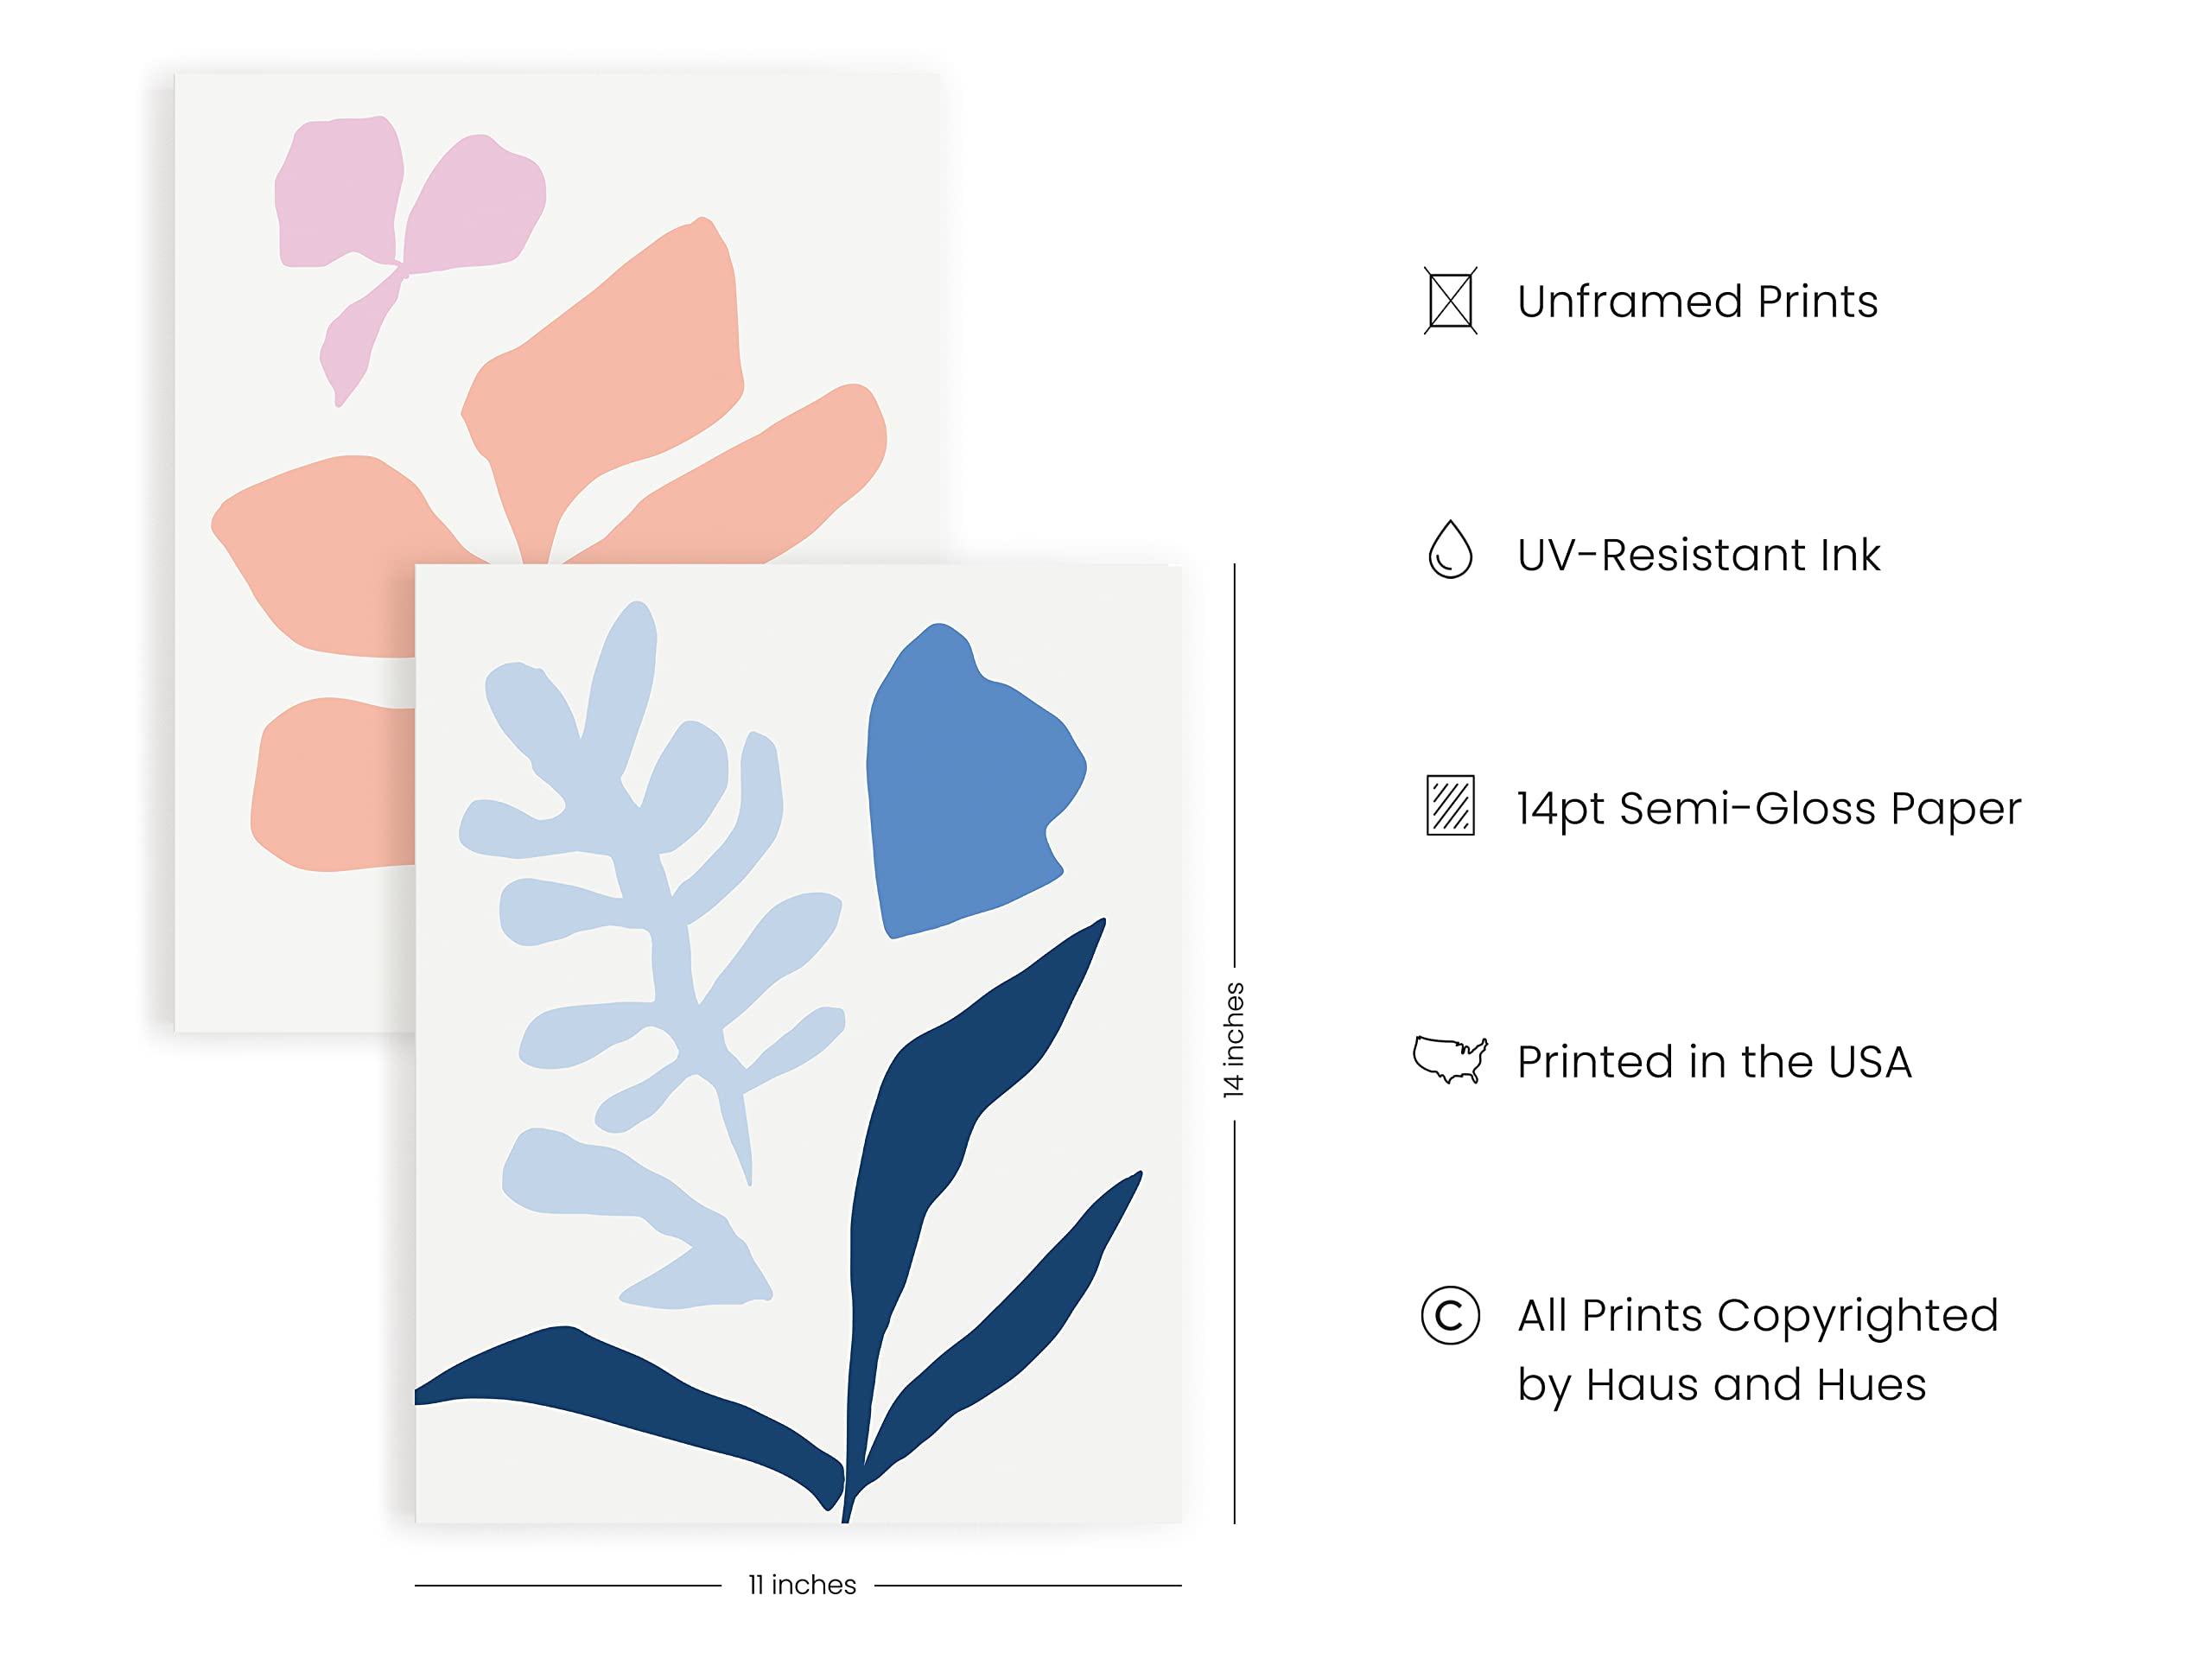 Unframed Prints
UV-Resistant Ink
14pt Semi-Gloss Paper
Printed in the USA
© All Prints Copyrighted
by Haus and Hues
14 inches
11 inches